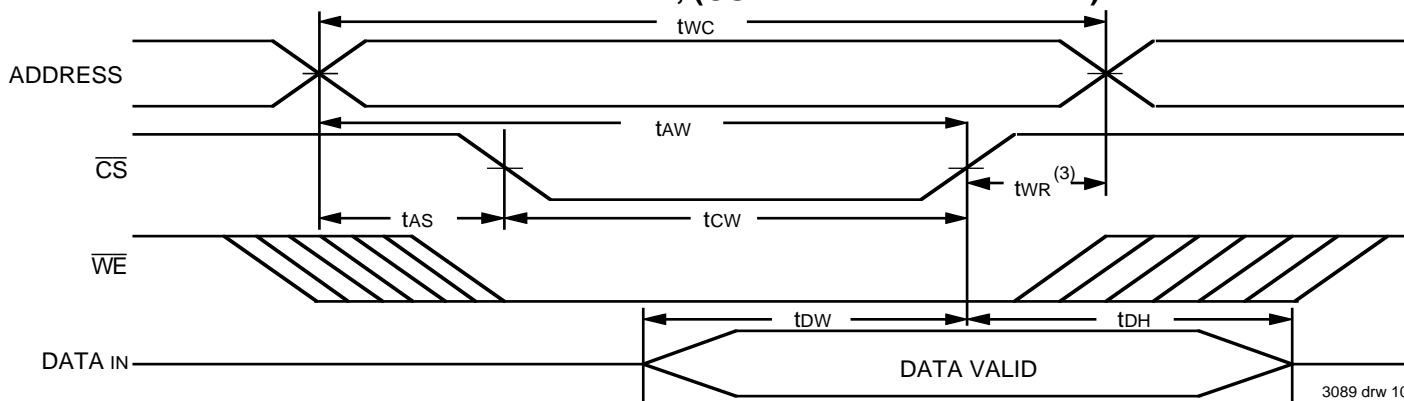 tWC
ADDRESS
tAW
CS
tWR (3)
tAS
tCW
WE
tDW
tDH
DATA IN
DATA VALID
3089 drw 10